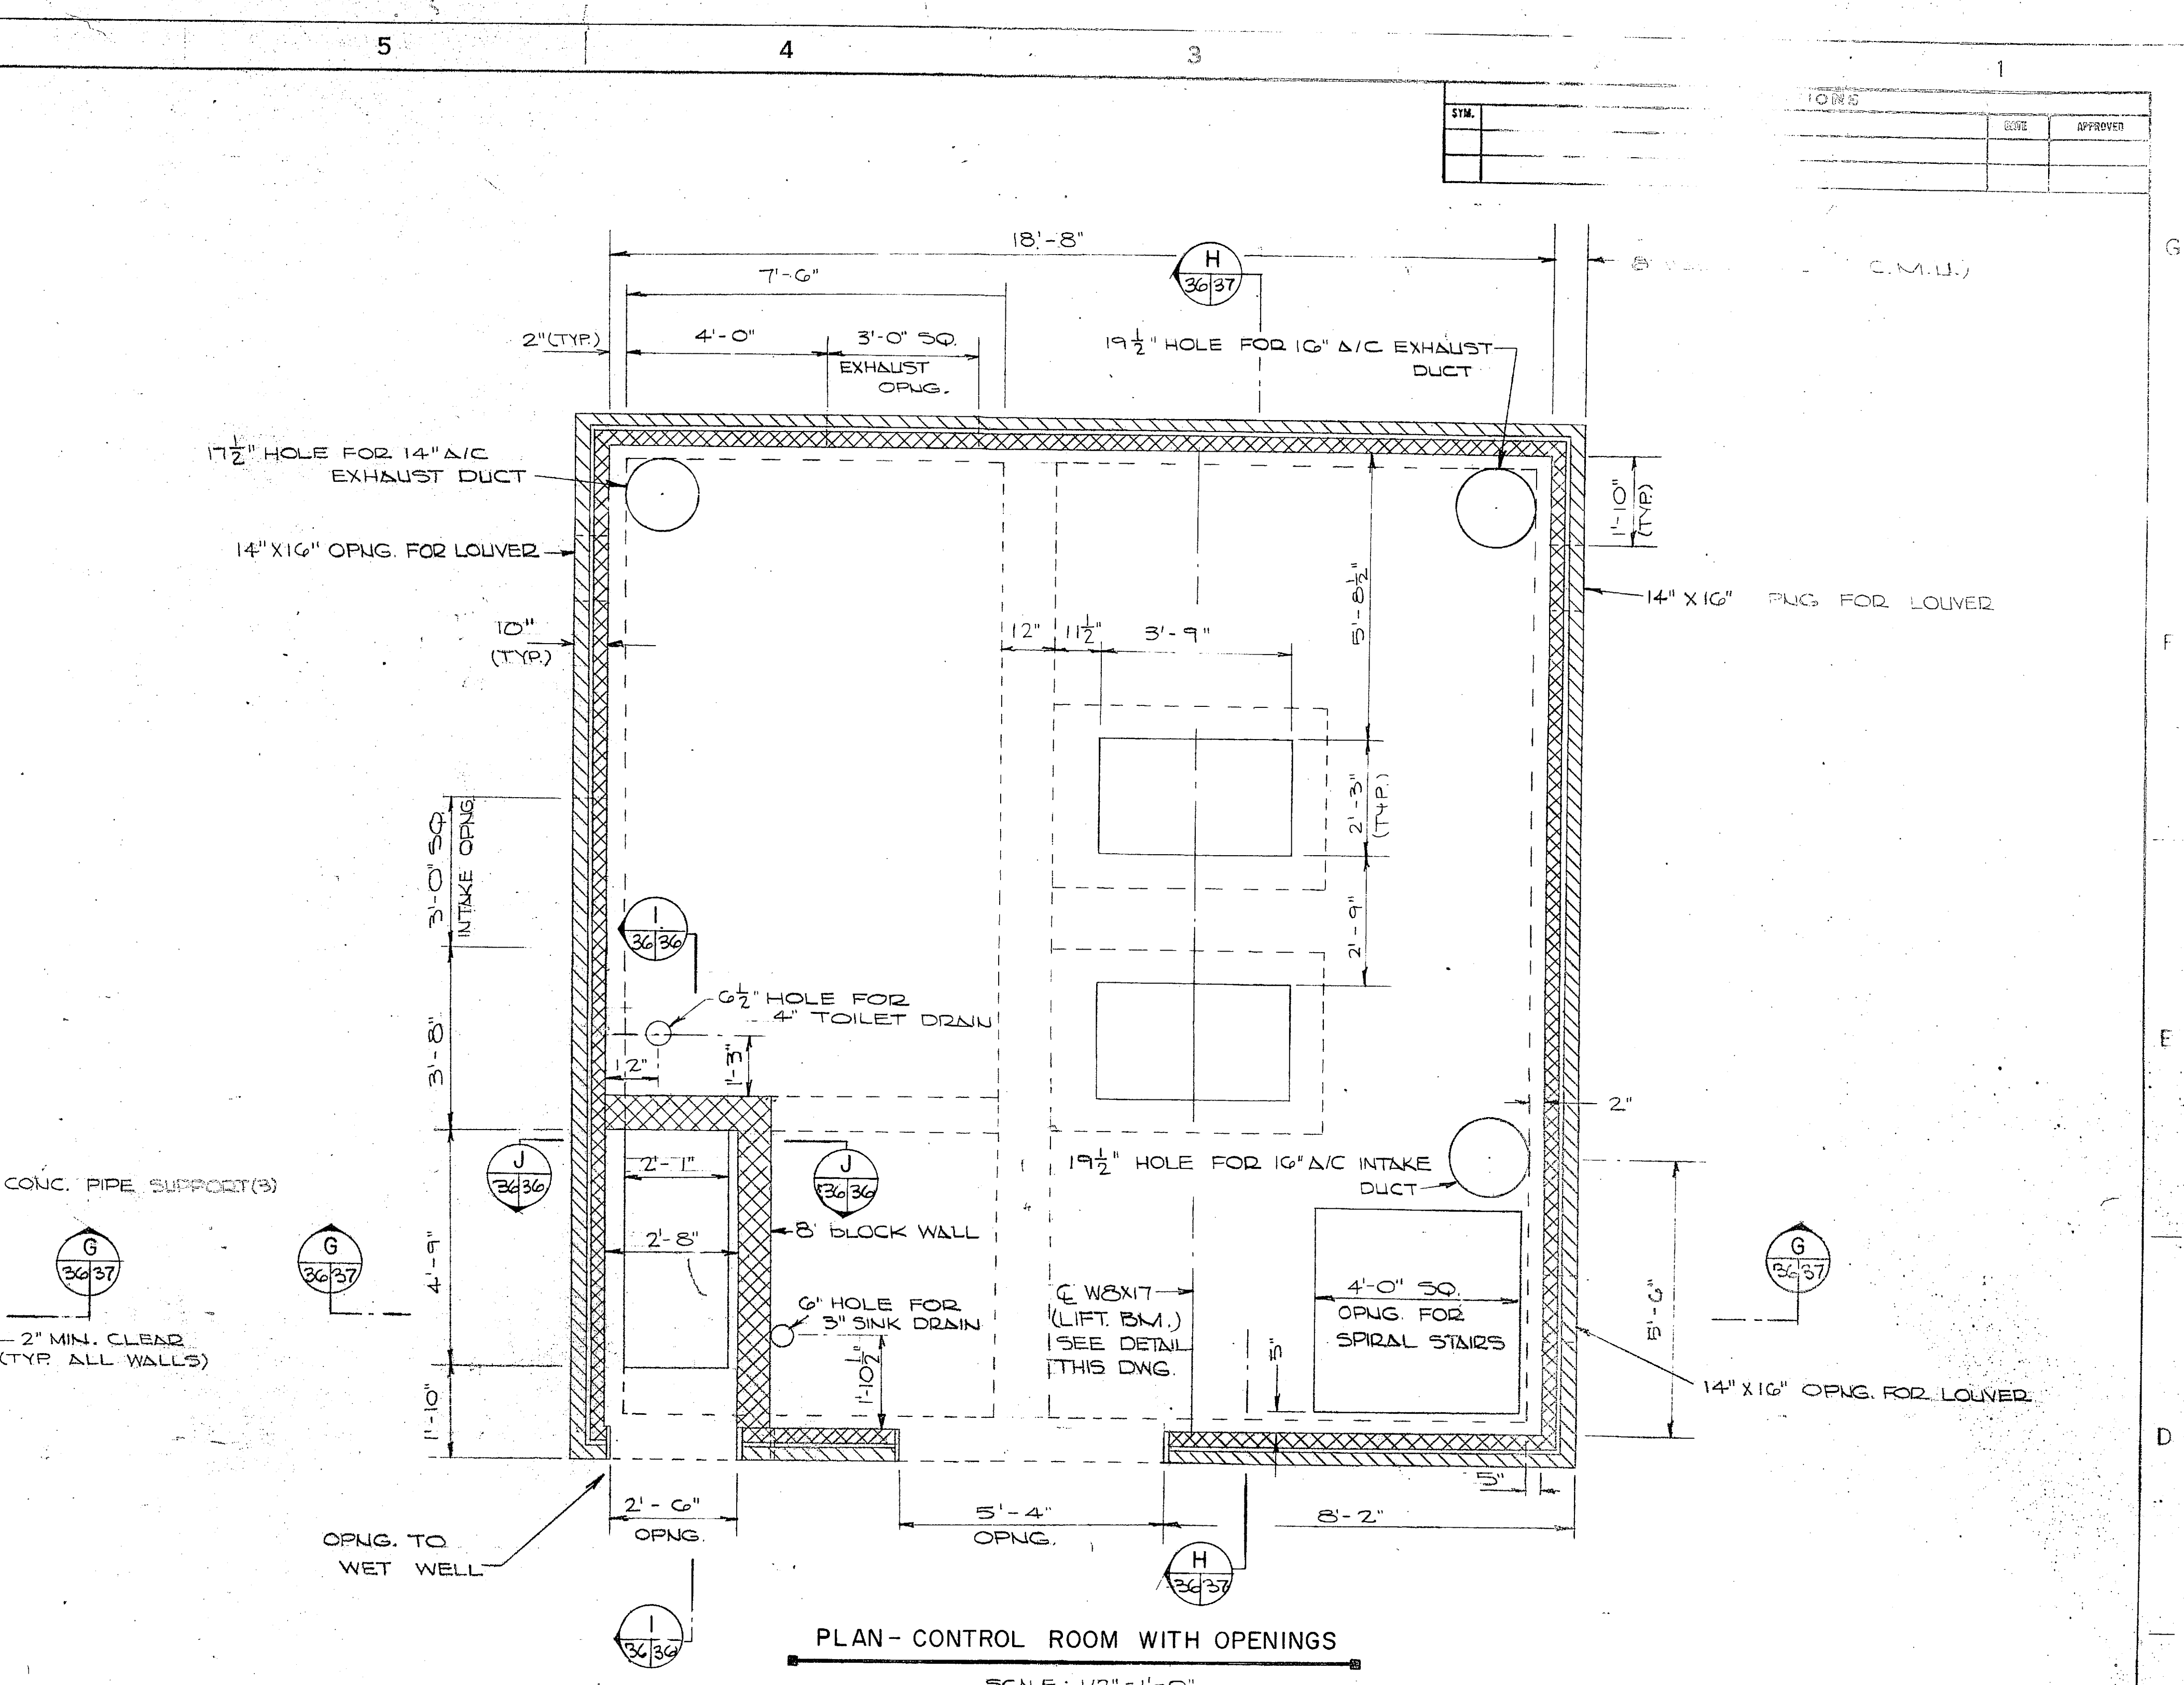 5
4
3
1
IONS
SYM.
DATE
APPROVED
G
18'-8"
H
36 37
C.M.U.)
7'-6"
2"(TYP.)
4'-0"
3'-0" SQ.
EXHAUST
OPNG.
19½" HOLE FOR 16" A/C EXHAUST
DUCT
17½" HOLE FOR 14" A/C
EXHAUST DUCT
1'-10"
(TYP.)
14"X16" OPNG. FOR LOUVER
5'-8½"
14" X 16" PNG FOR LOUVER
10"
(TYP.)
12"
11½"
3'-9"
F
3'-0" SQ.
INTAKE OPNG.
2'-3"
(TYP.)
I
36 36
2'-9"
6½" HOLE FOR
4" TOILET DRAIN
E
3'-8"
12"
1'-3"
2"
J
36 36
2'-1"
J
36 36
19½" HOLE FOR 16" A/C INTAKE
DUCT
CONC. PIPE SUPPORT(3)
G
36 37
G
36 37
4'-9"
2'-8"
8" BLOCK WALL
G
36 37
2" MIN. CLEAR
(TYP. ALL WALLS)
6" HOLE FOR
3" SINK DRAIN
℄ W8X17
(LIFT. BM.)
SEE DETAIL
THIS DWG.
4'-0" SQ.
OPNG. FOR
SPIRAL STAIRS
5'-6"
5"
1'-10"
1'-10½"
14"X16" OPNG. FOR LOUVER
D
5"
2'-6"
OPNG.
5'-4"
OPNG.
8'-2"
OPNG. TO
WET WELL
H
36 37
I
36 36
PLAN- CONTROL ROOM WITH OPENINGS
SCALE: 1/2"=1'-0"